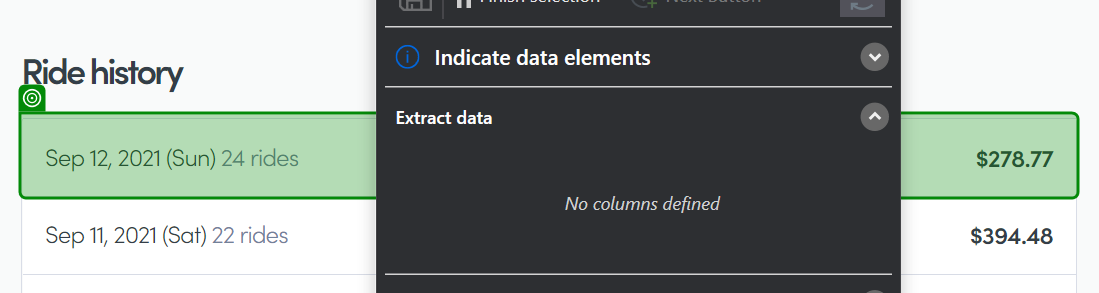 Finish selection Next button
Indicate data elements
Ride history
Extract data
Sep 12, 2021 (Sun) 24 rides $278.77
No columns defined
Sep 11, 2021 (Sat) 22 rides $394.48